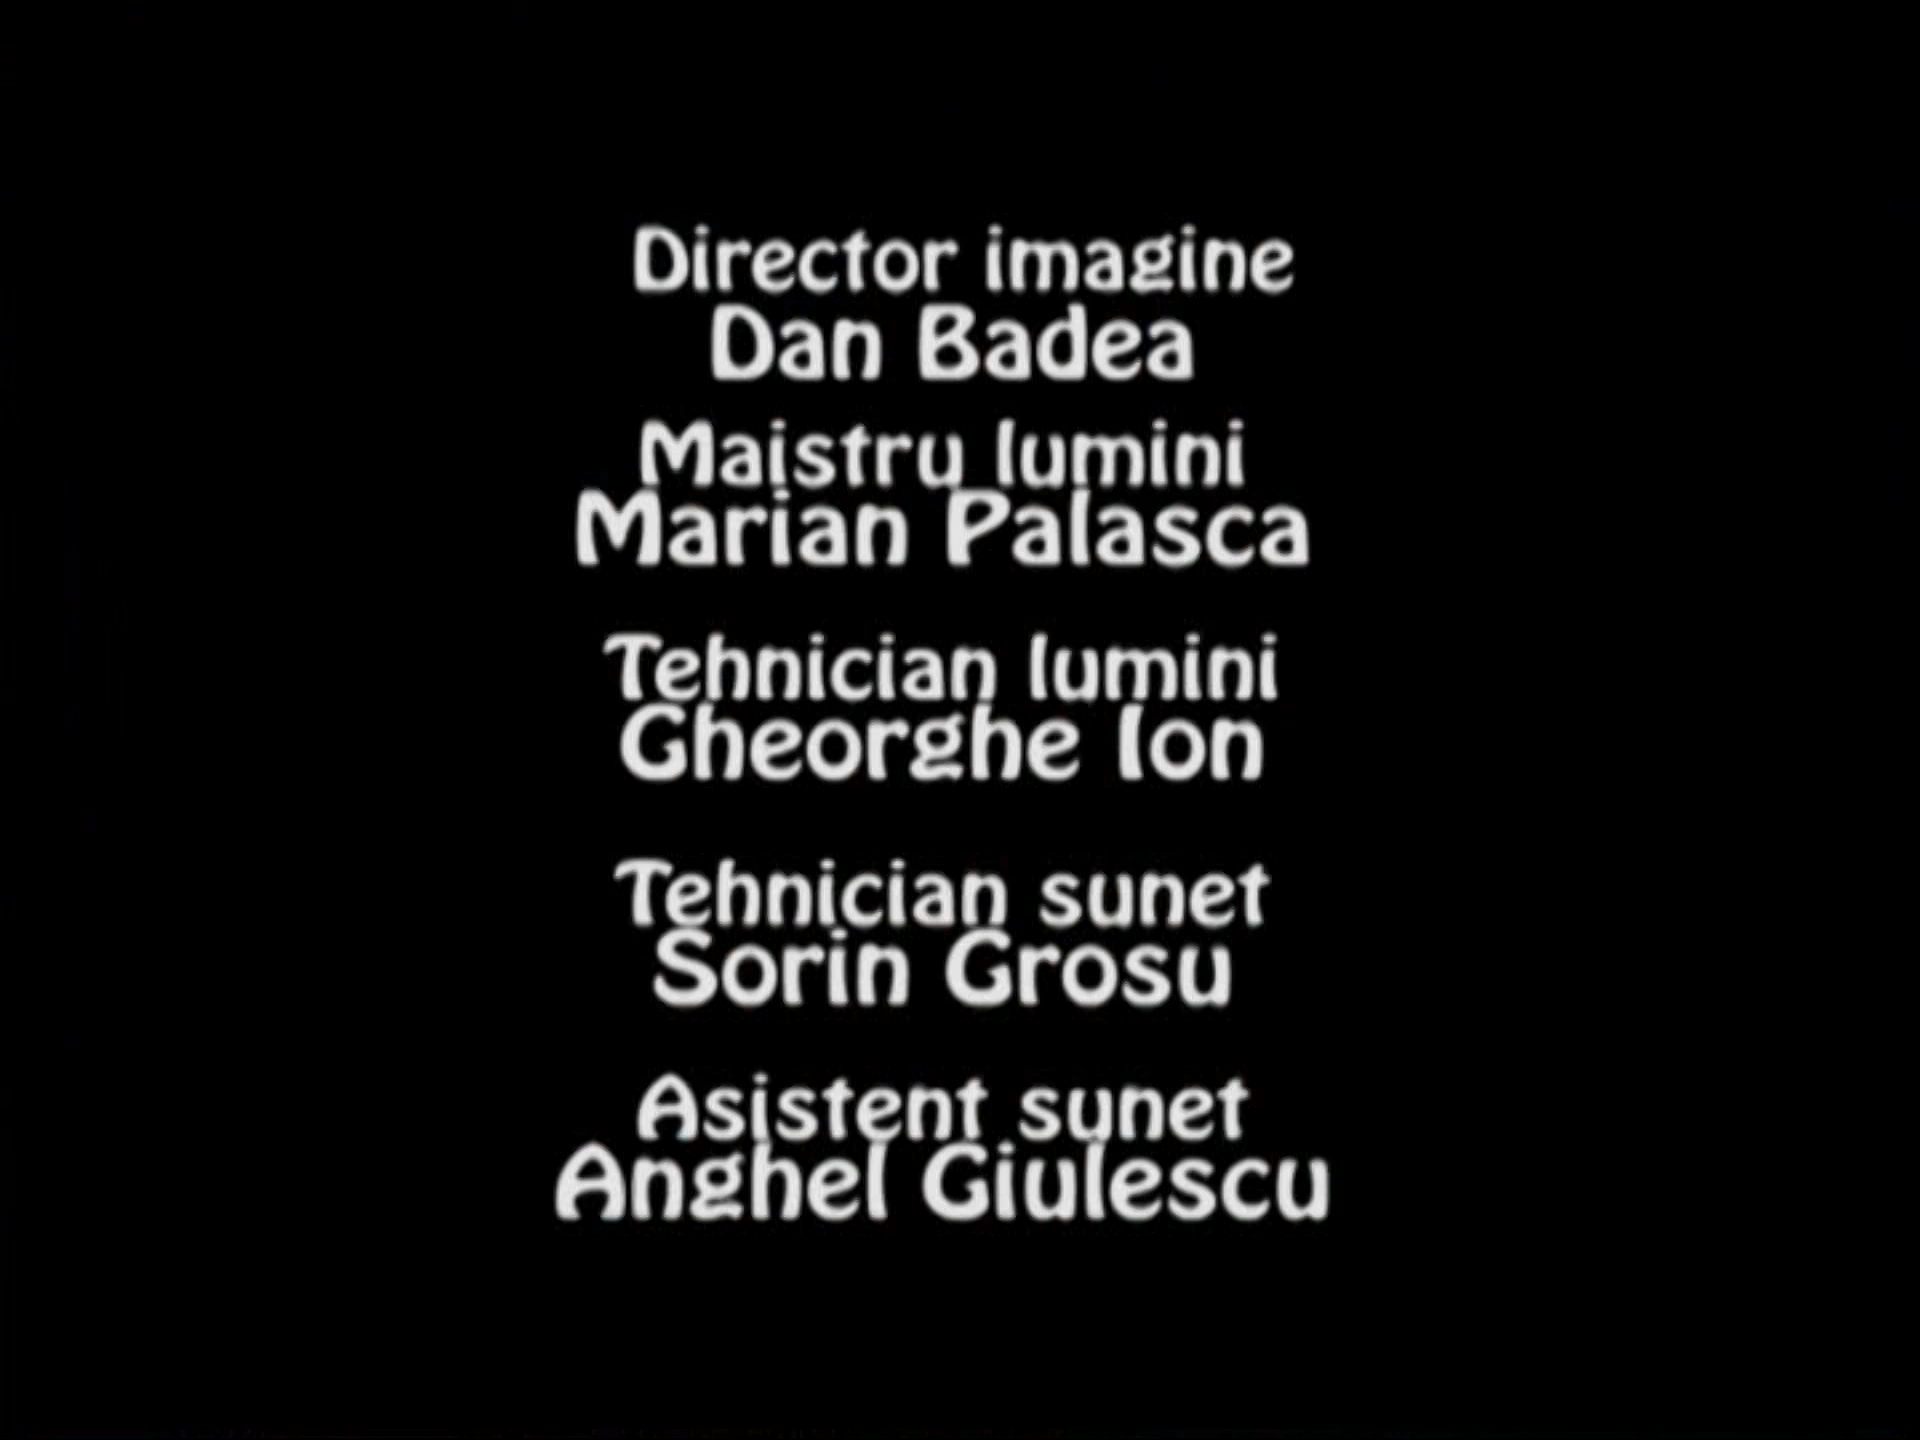 Director imagine
Dan Badea
Maistru lumini
Marian Palasca
Tehnician lumini
Gheorghe Ion
Tehnician sunet
Sorin Grosu
Asistent sunet
Anghel Giulescu